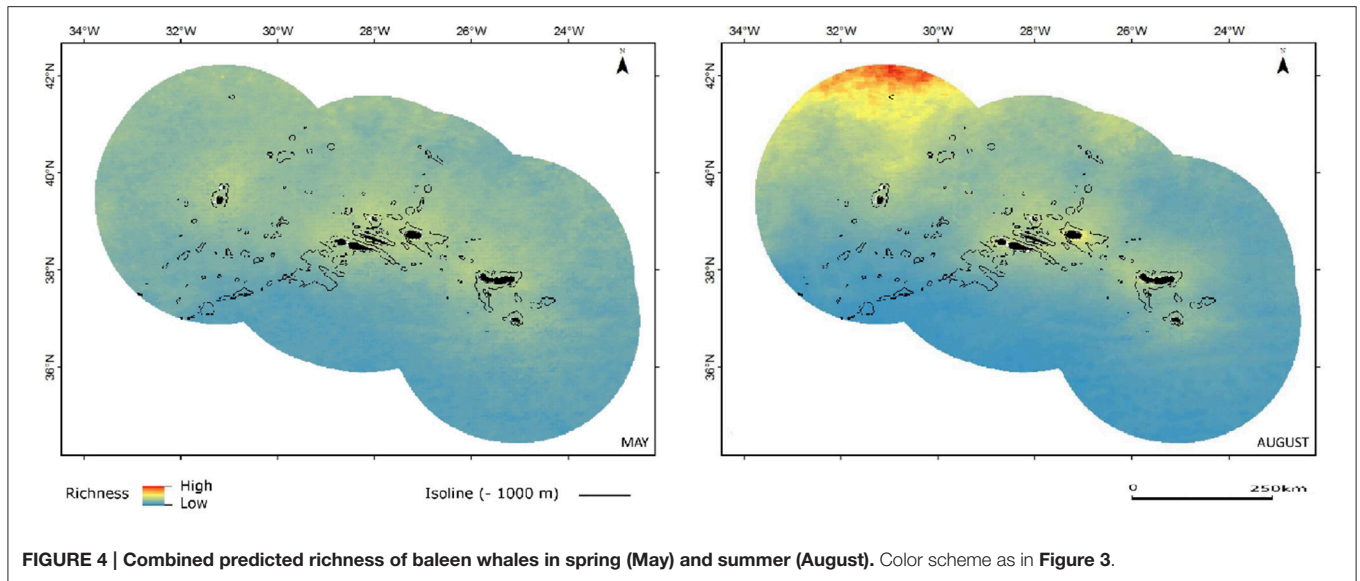 34°W 32°W 30°W 28°W 26°W 24°W
34°W 32°W 30°W 28°W 26°W 24°W
N
N
42°N
40°N
38°N
36°N
42°N
40°N
38°N
36°N
MAY
AUGUST
Richness High
Low
Isoline (- 1000 m)
0 250km
FIGURE 4 | Combined predicted richness of baleen whales in spring (May) and summer (August). Color scheme as in Figure 3.